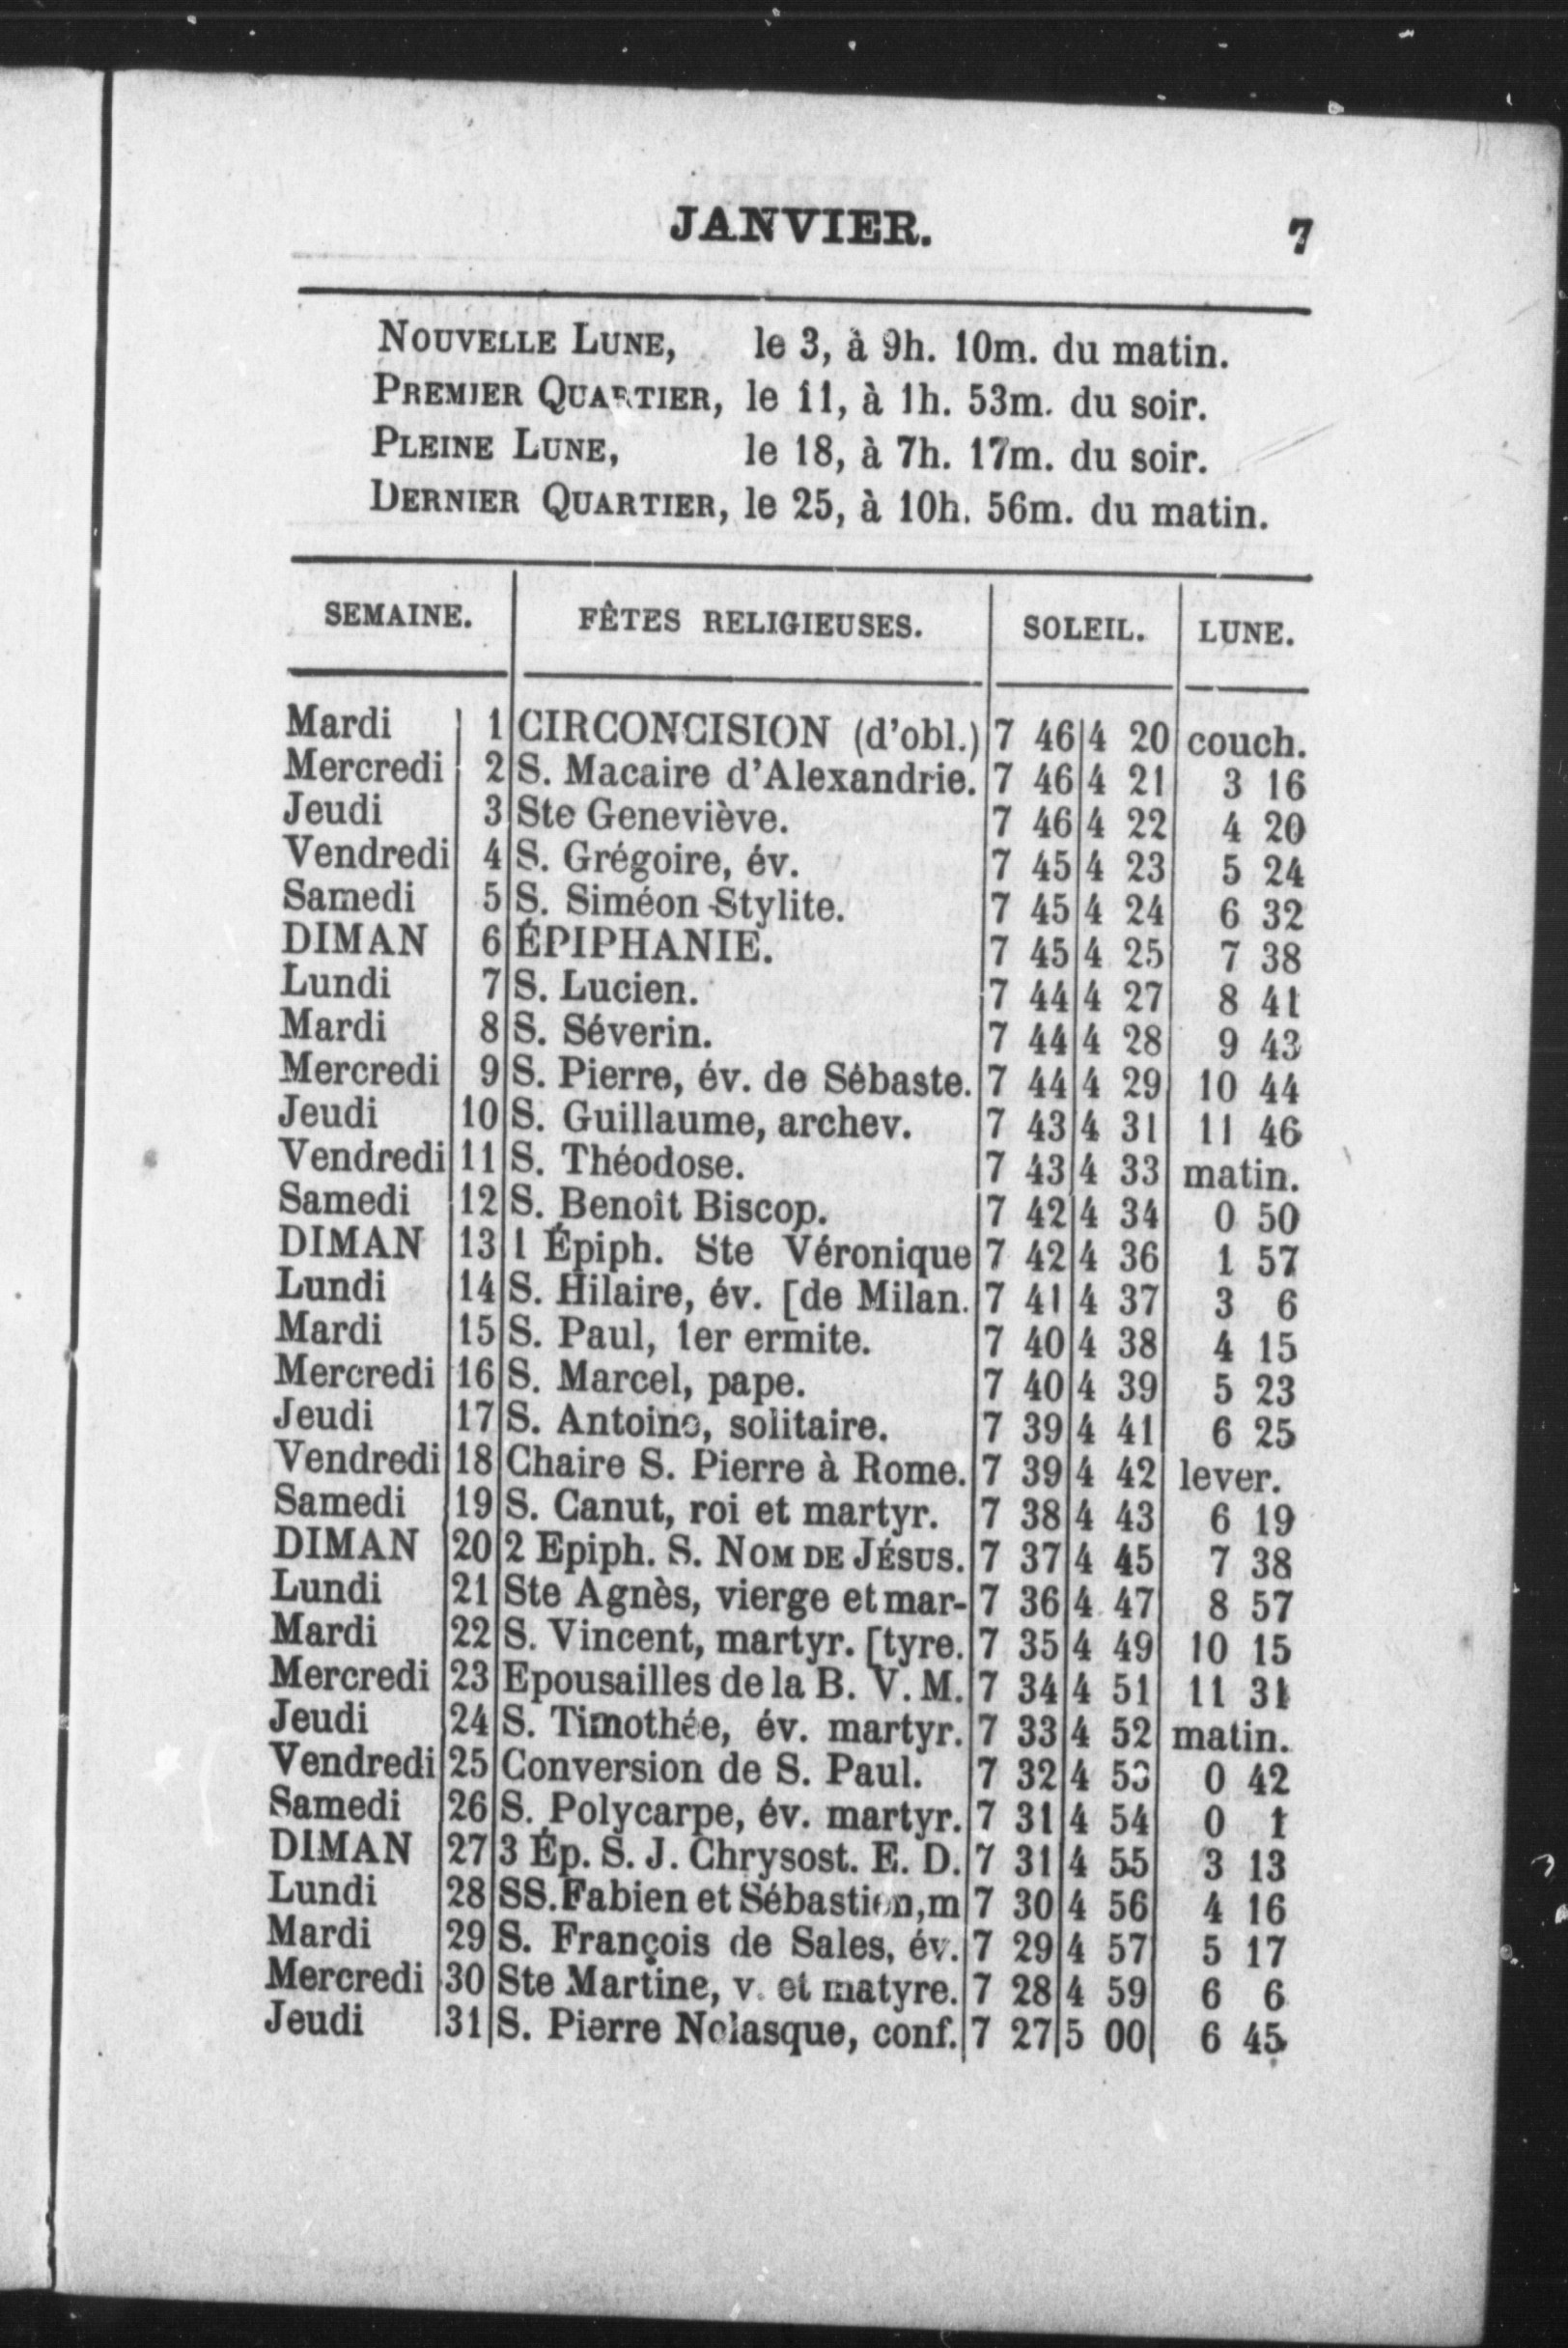 JANVIER. 7
NOUVELLE LUNE, le 3, à 9h. 10m. du matin.
PREMIER QUARTIER, le 11, à 1h. 53m. du soir.
PLEINE LUNE, le 18, à 7h. 17m. du soir.
DERNIER QUARTIER, le 25, à 10h. 56m. du matin.
SEMAINE. FÊTES RELIGIEUSES. SOLEIL. LUNE.
Mardi 1 CIRCONCISION (d'obl.) 7 46 4 20 couch.
Mercredi 2 S. Macaire d'Alexandrie. 7 46 4 21 3 16
Jeudi 3 Ste Geneviève. 7 46 4 22 4 20
Vendredi 4 S. Grégoire, év. 7 45 4 23 5 24
Samedi 5 S. Siméon Stylite. 7 45 4 24 6 32
DIMAN 6 ÉPIPHANIE. 7 45 4 25 7 38
Lundi 7 S. Lucien. 7 44 4 27 8 41
Mardi 8 S. Séverin. 7 44 4 28 9 43
Mercredi 9 S. Pierre, év. de Sébaste. 7 44 4 29 10 44
Jeudi 10 S. Guillaume, archev. 7 43 4 31 11 46
Vendredi 11 S. Théodose. 7 43 4 33 matin.
Samedi 12 S. Benoît Biscop. 7 42 4 34 0 50
DIMAN 13 1 Épiph. Ste Véronique 7 42 4 36 1 57
Lundi 14 S. Hilaire, év. [de Milan. 7 41 4 37 3 6
Mardi 15 S. Paul, 1er ermite. 7 40 4 38 4 15
Mercredi 16 S. Marcel, pape. 7 40 4 39 5 23
Jeudi 17 S. Antoine, solitaire. 7 39 4 41 6 25
Vendredi 18 Chaire S. Pierre à Rome. 7 39 4 42 lever.
Samedi 19 S. Canut, roi et martyr. 7 38 4 43 6 19
DIMAN 20 2 Epiph. S. NOM DE JÉSUS. 7 37 4 45 7 38
Lundi 21 Ste Agnès, vierge et mar- 7 36 4 47 8 57
Mardi 22 S. Vincent, martyr. [tyre. 7 35 4 49 10 15
Mercredi 23 Epousailles de la B. V. M. 7 34 4 51 11 31
Jeudi 24 S. Timothée, év. martyr. 7 33 4 52 matin.
Vendredi 25 Conversion de S. Paul. 7 32 4 53 0 42
Samedi 26 S. Polycarpe, év. martyr. 7 31 4 54 0 1
DIMAN 27 3 Ép. S. J. Chrysost. E. D. 7 31 4 55 3 13
Lundi 28 SS. Fabien et Sébastien, m 7 30 4 56 4 16
Mardi 29 S. François de Sales, év. 7 29 4 57 5 17
Mercredi 30 Ste Martine, v. et matyre. 7 28 4 59 6 6
Jeudi 31 S. Pierre Nolasque, conf. 7 27 5 00 6 45